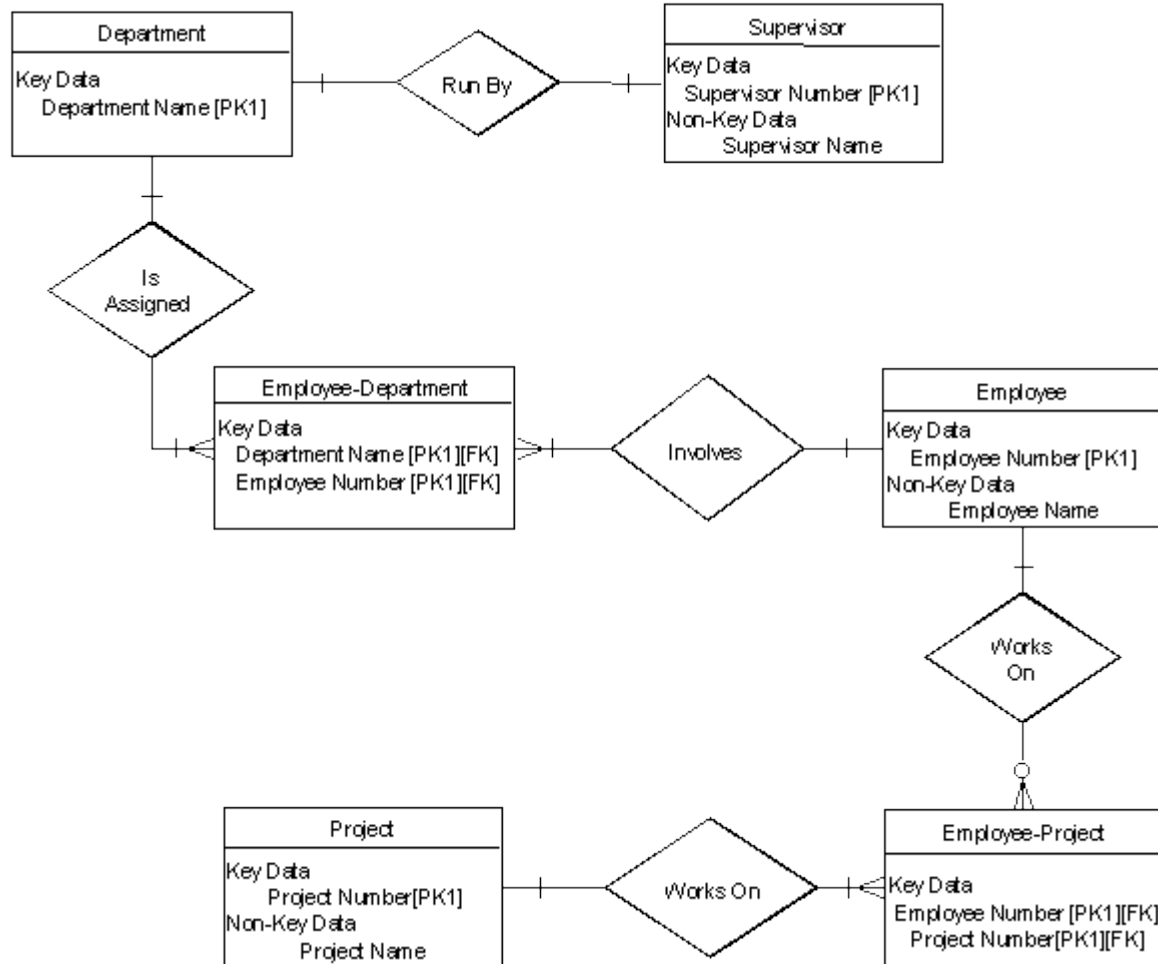 Department
Key Data
Department Name [PK1]
Run By
Supervisor
Key Data
Supervisor Number [PK1]
Non-Key Data
Supervisor Name
Is
Assigned
Employee-Department
Key Data
Department Name [PK1][FK]
Employee Number [PK1][FK]
Involves
Employee
Key Data
Employee Number [PK1]
Non-Key Data
Employee Name
Works
On
Project
Key Data
Project Number[PK1]
Non-Key Data
Project Name
Works On
Employee-Project
Key Data
Employee Number [PK1][FK]
Project Number[PK1][FK]